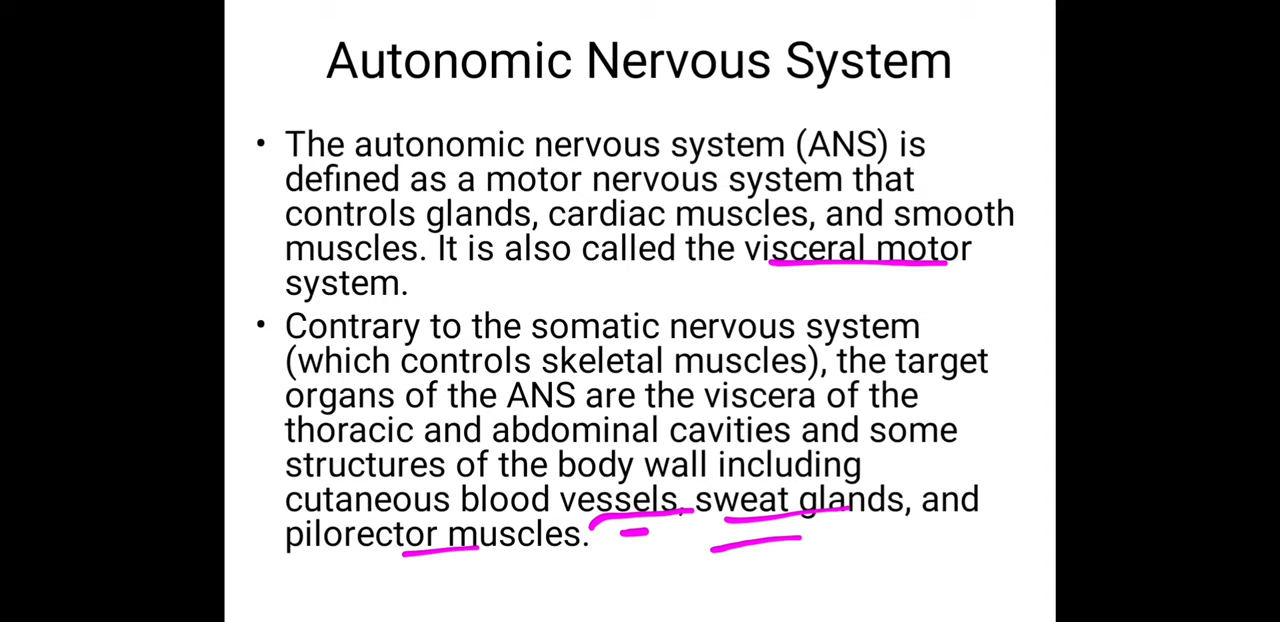 Autonomic Nervous System
• The autonomic nervous system (ANS) is
defined as a motor nervous system that
controls glands, cardiac muscles, and smooth
muscles. It is also called the visceral motor
system.
• Contrary to the somatic nervous system
(which controls skeletal muscles), the target
organs of the ANS are the viscera of the
thoracic and abdominal cavities and some
structures of the body wall including
cutaneous blood vessels, sweat glands, and
pilorector muscles.